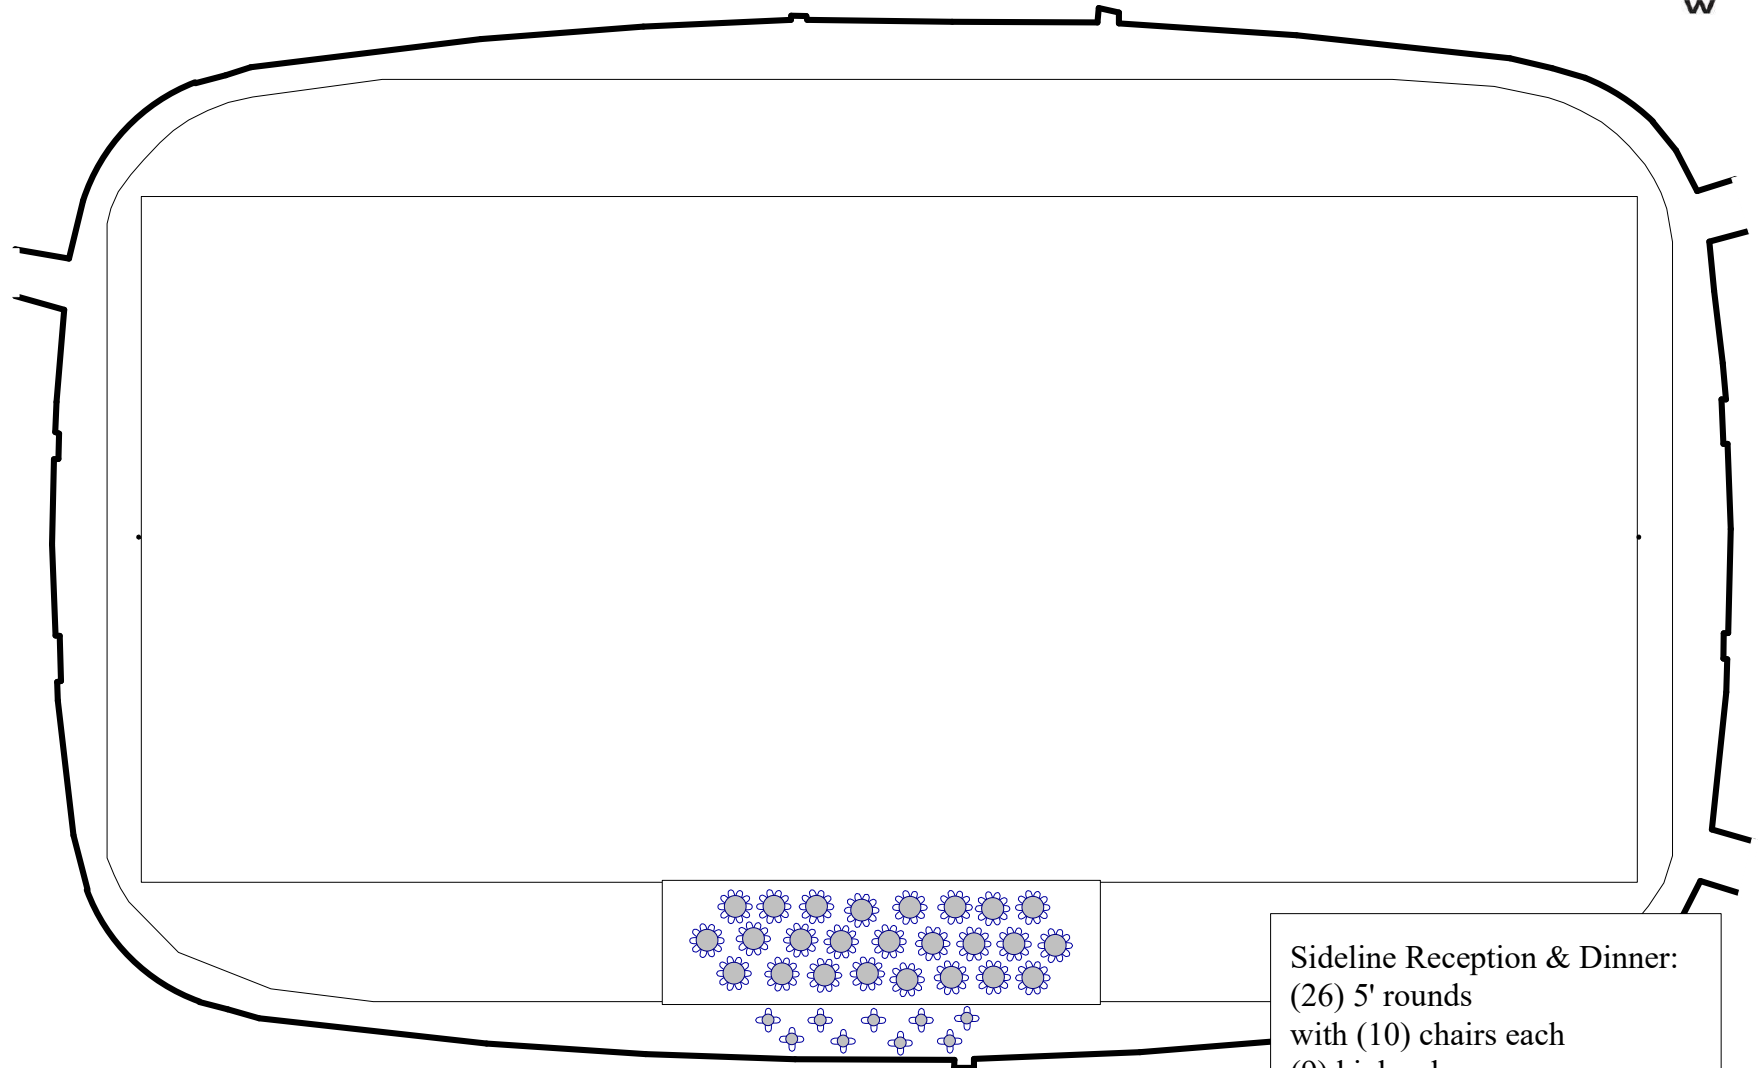 W
Sideline Reception & Dinner:
(26) 5' rounds
with (10) chairs each